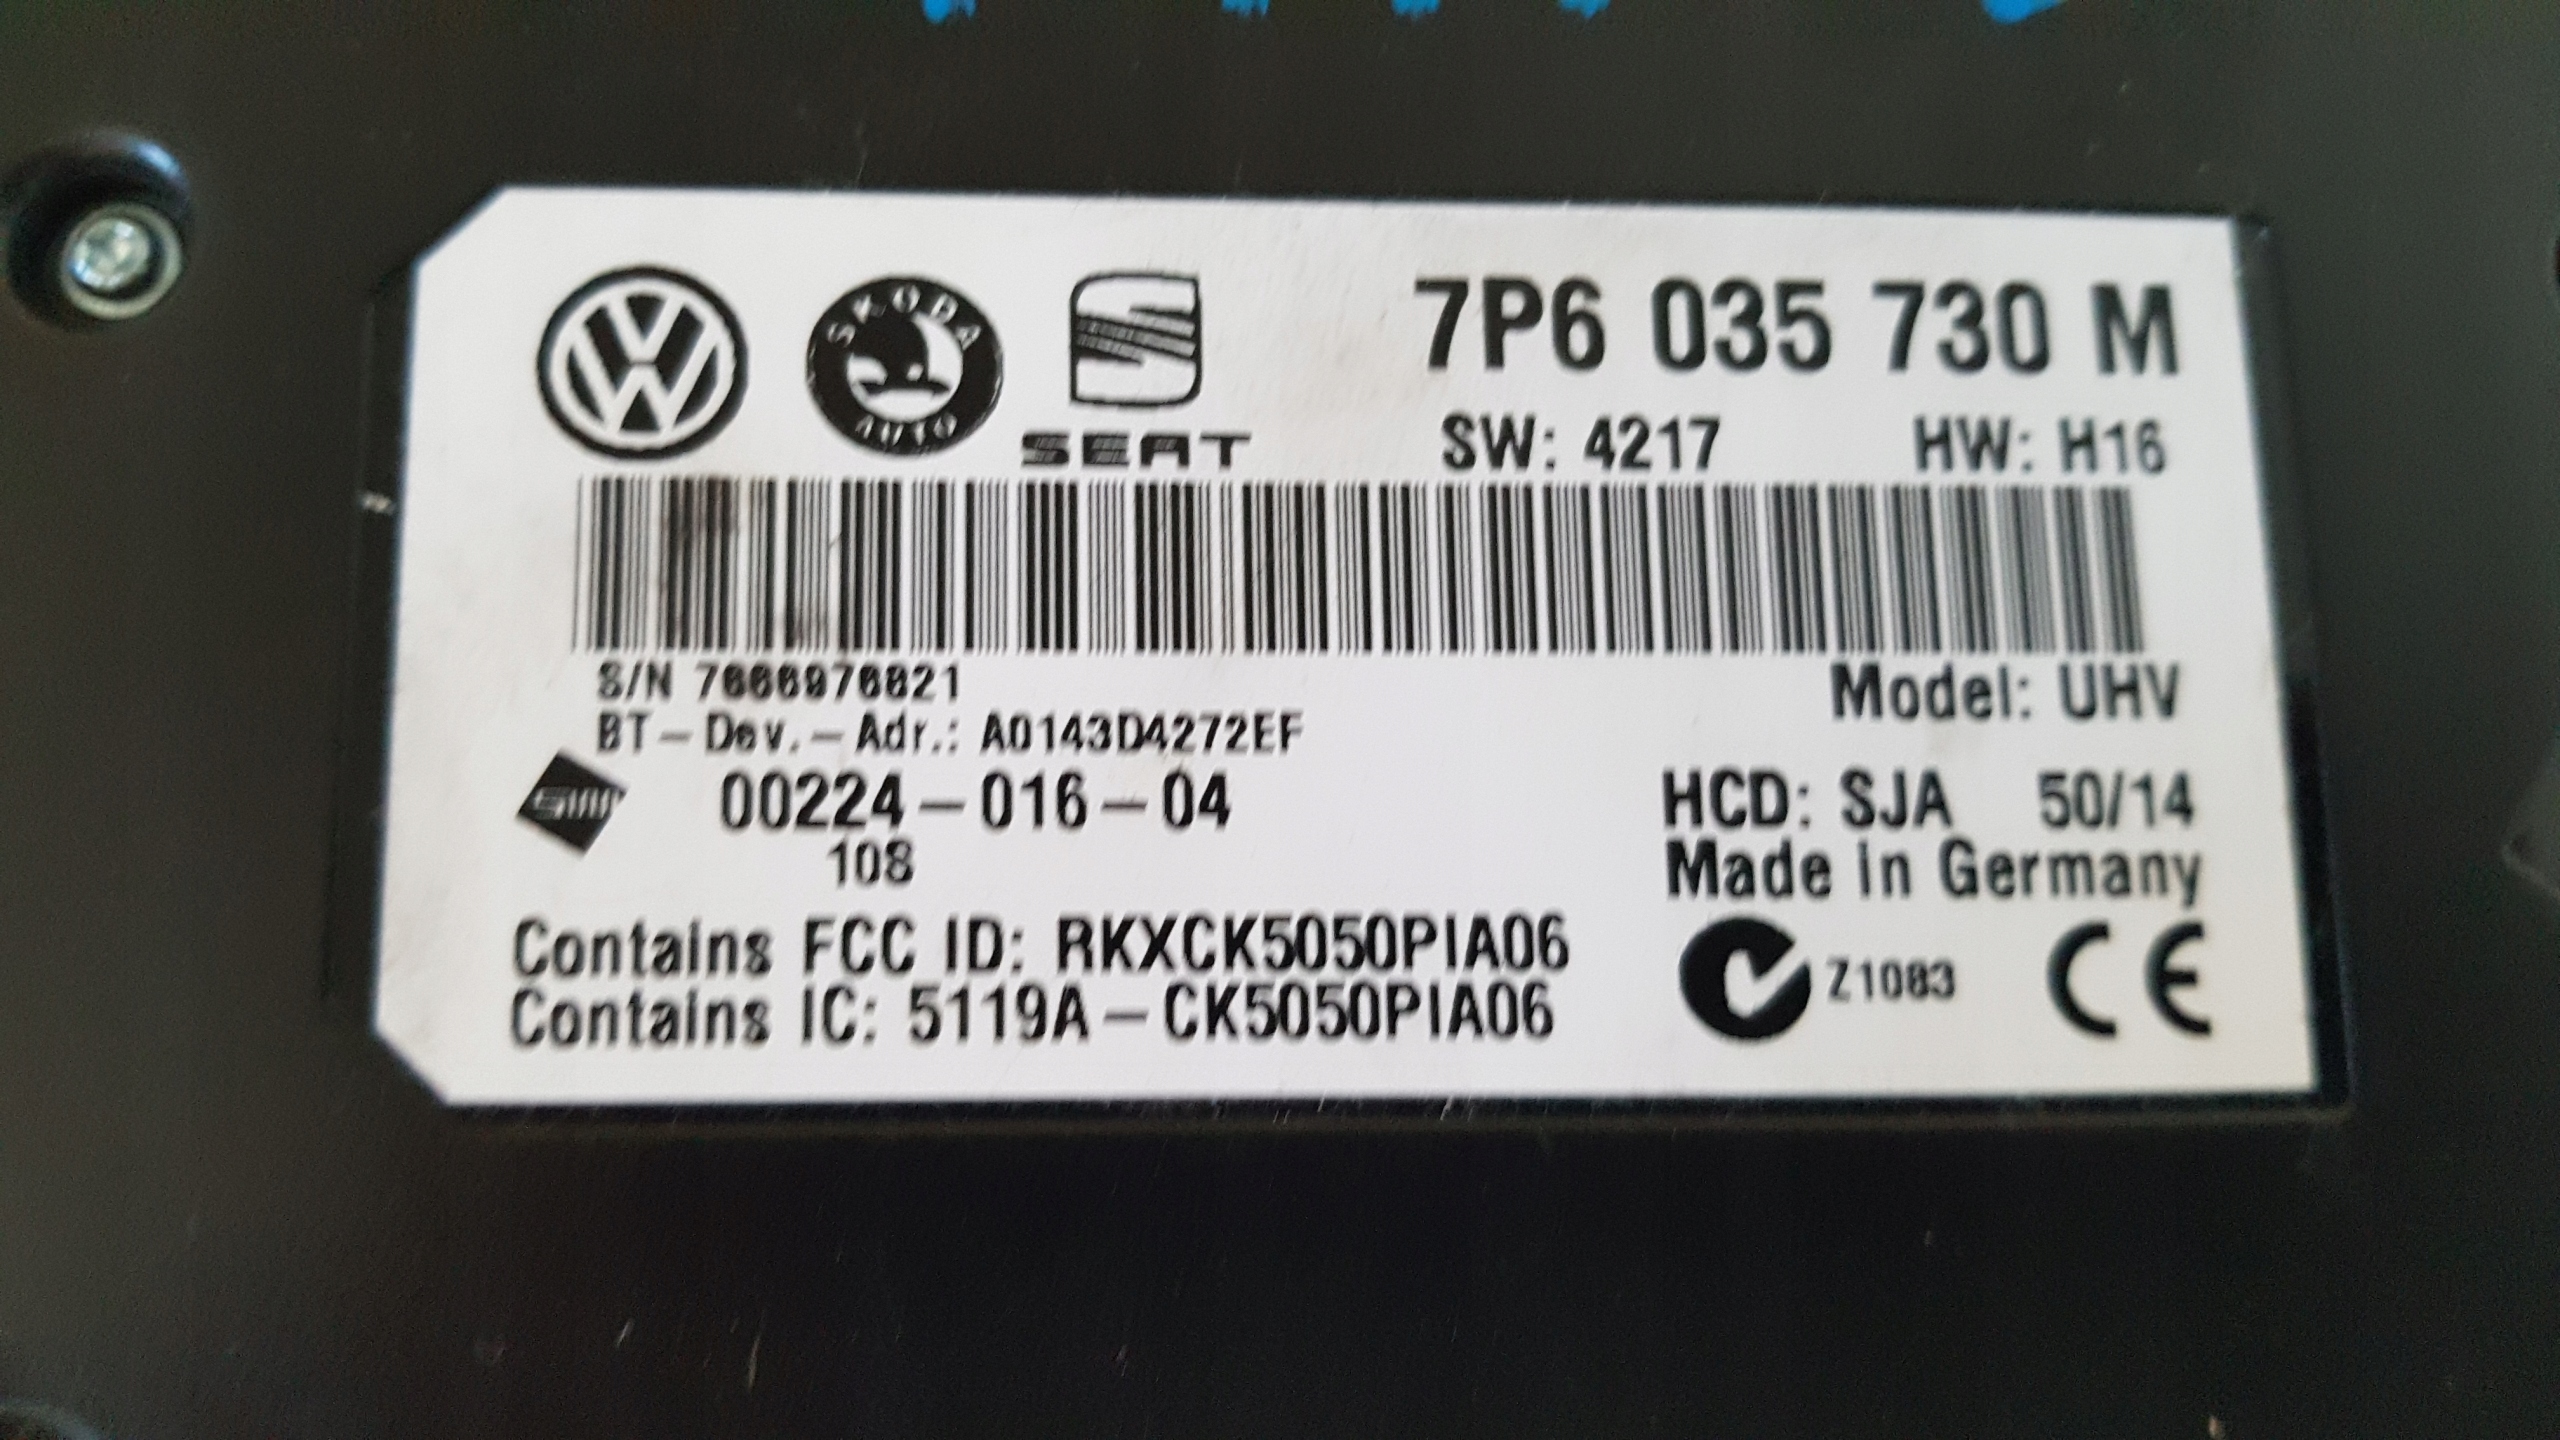 SKODA
AUTO
SEAT
7P6 035 730 M
SW: 4217 HW: H16
S/N
Model: UHV
BT-Dev.-Adr.: A0143D4272EF
00224-016-04
108
HCD: SJA 50/14
Made in Germany
Contains FCC ID: RKXCK5050PIA06
Contains IC: 5119A-CK5050PIA06
Z1083
CE